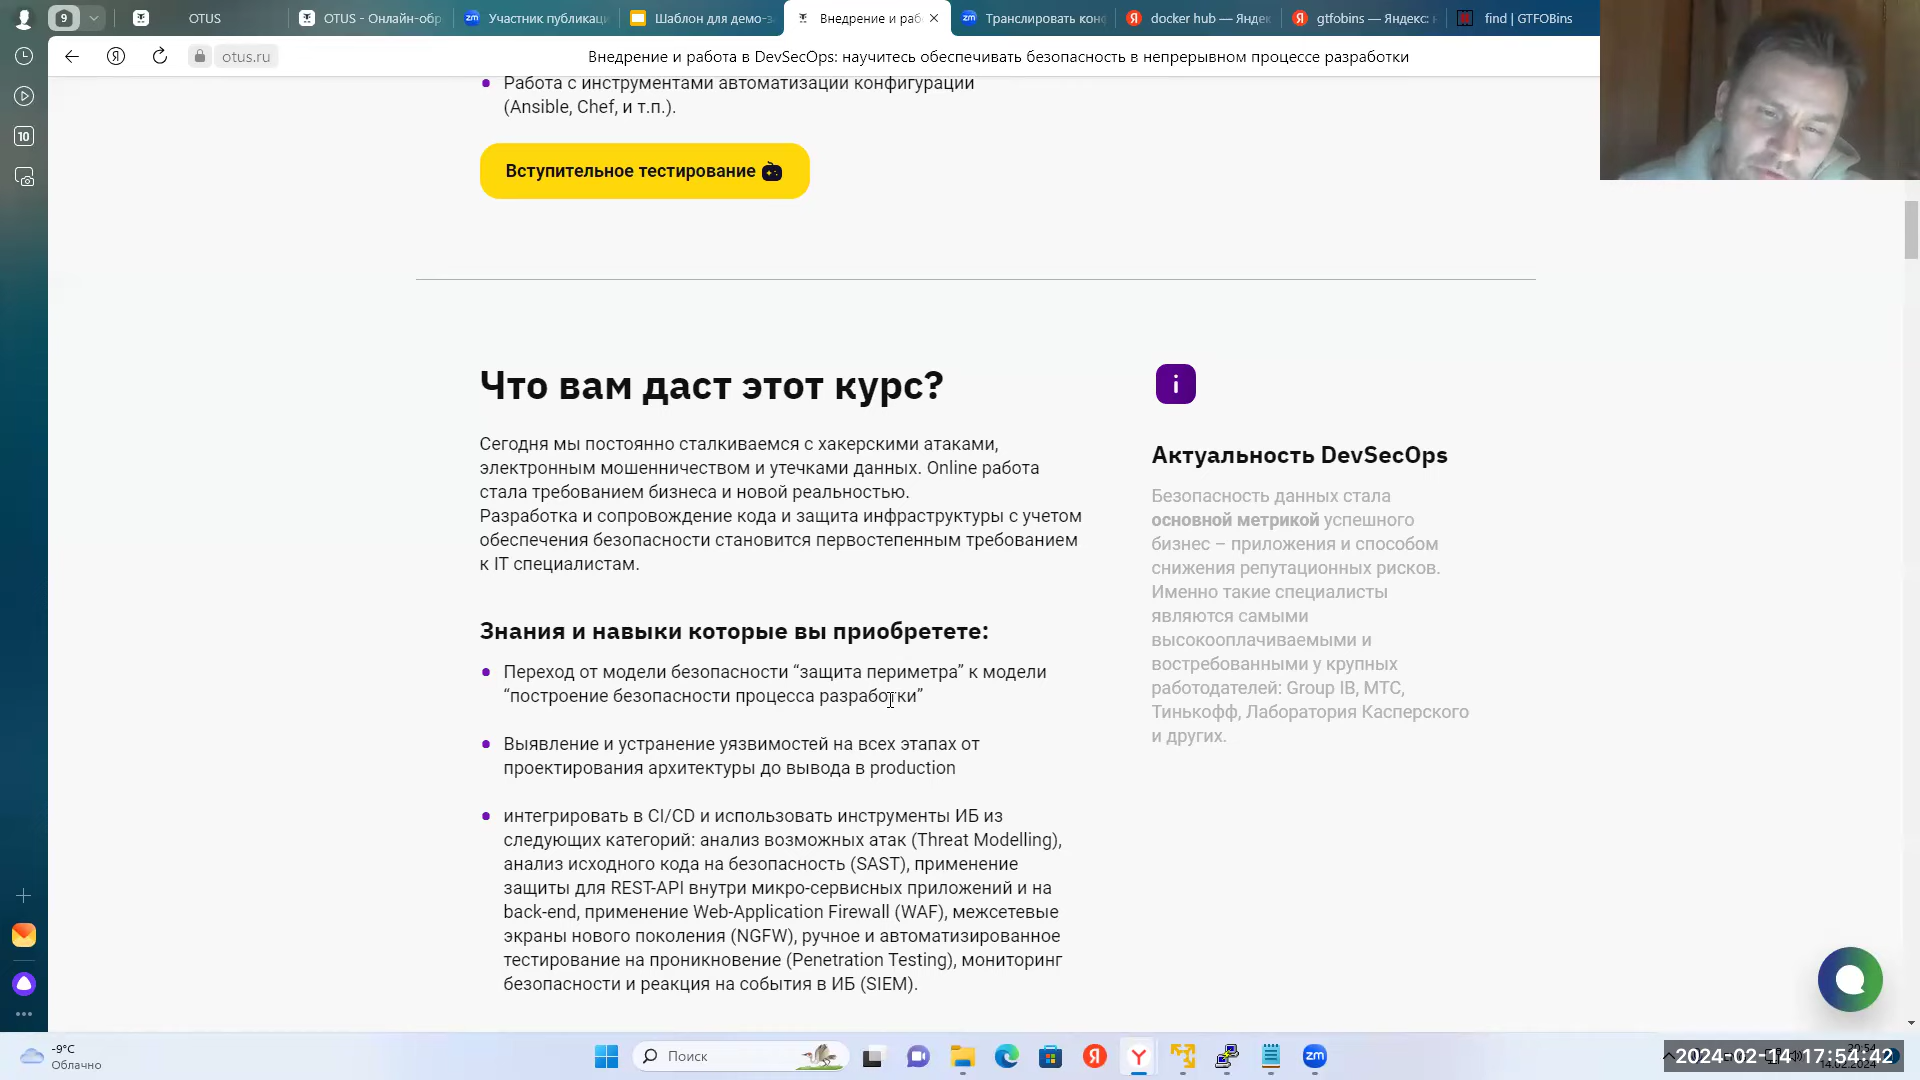 9
OTUS
OTUS - Онлайн-обр
Участник публикаци
Шаблон для демо-з
Внедрение и раб
Транслировать кон
docker hub — Яндек
gtfobins — Яндекс:
find | GTFOBins
otus.ru
Внедрение и работа в DevSecOps: научитесь обеспечивать безопасность в непрерывном процессе разработки
10
Работа с инструментами автоматизации конфигурации
(Ansible, Chef, и т.п.).
Вступительное тестирование
Что вам даст этот курс?
Сегодня мы постоянно сталкиваемся с хакерскими атаками,
электронным мошенничеством и утечками данных. Online работа
стала требованием бизнеса и новой реальностью.
Разработка и сопровождение кода и защита инфраструктуры с учетом
обеспечения безопасности становится первостепенным требованием
к IT специалистам.
Знания и навыки которые вы приобретете:
Переход от модели безопасности “защита периметра” к модели
“построение безопасности процесса разработки”
Выявление и устранение уязвимостей на всех этапах от
проектирования архитектуры до вывода в production
интегрировать в CI/CD и использовать инструменты ИБ из
следующих категорий: анализ возможных атак (Threat Modelling),
анализ исходного кода на безопасность (SAST), применение
защиты для REST-API внутри микро-сервисных приложений и на
back-end, применение Web-Application Firewall (WAF), межсетевые
экраны нового поколения (NGFW), ручное и автоматизированное
тестирование на проникновение (Penetration Testing), мониторинг
безопасности и реакция на события в ИБ (SIEM).
Актуальность DevSecOps
Безопасность данных стала
основной метрикой успешного
бизнес – приложения и способом
снижения репутационных рисков.
Именно такие специалисты
являются самыми
высокооплачиваемыми и
востребованными у крупных
работодателей: Group IB, МТС,
Тинькофф, Лаборатория Касперского
и других.
-9°C
Облачно
Поиск
2024-02-14 17:54:42